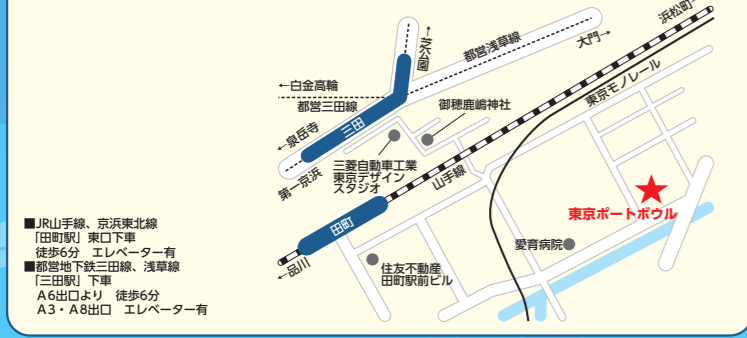 浜松町→
←芝公園
都営浅草線
大門→
←白金高輪
都営三田線
東京モノレール
御穂鹿嶋神社
←泉岳寺
三田
三菱自動車工業
東京デザイン
スタジオ
山手線
第一京浜
東京ポートボウル
田町
愛育病院
←品川
住友不動産
田町駅前ビル
■JR山手線、京浜東北線
「田町駅」東口下車
徒歩6分 エレベーター有
■都営地下鉄三田線、浅草線
「三田駅」下車
A6出口より 徒歩6分
A3・A8出口 エレベーター有